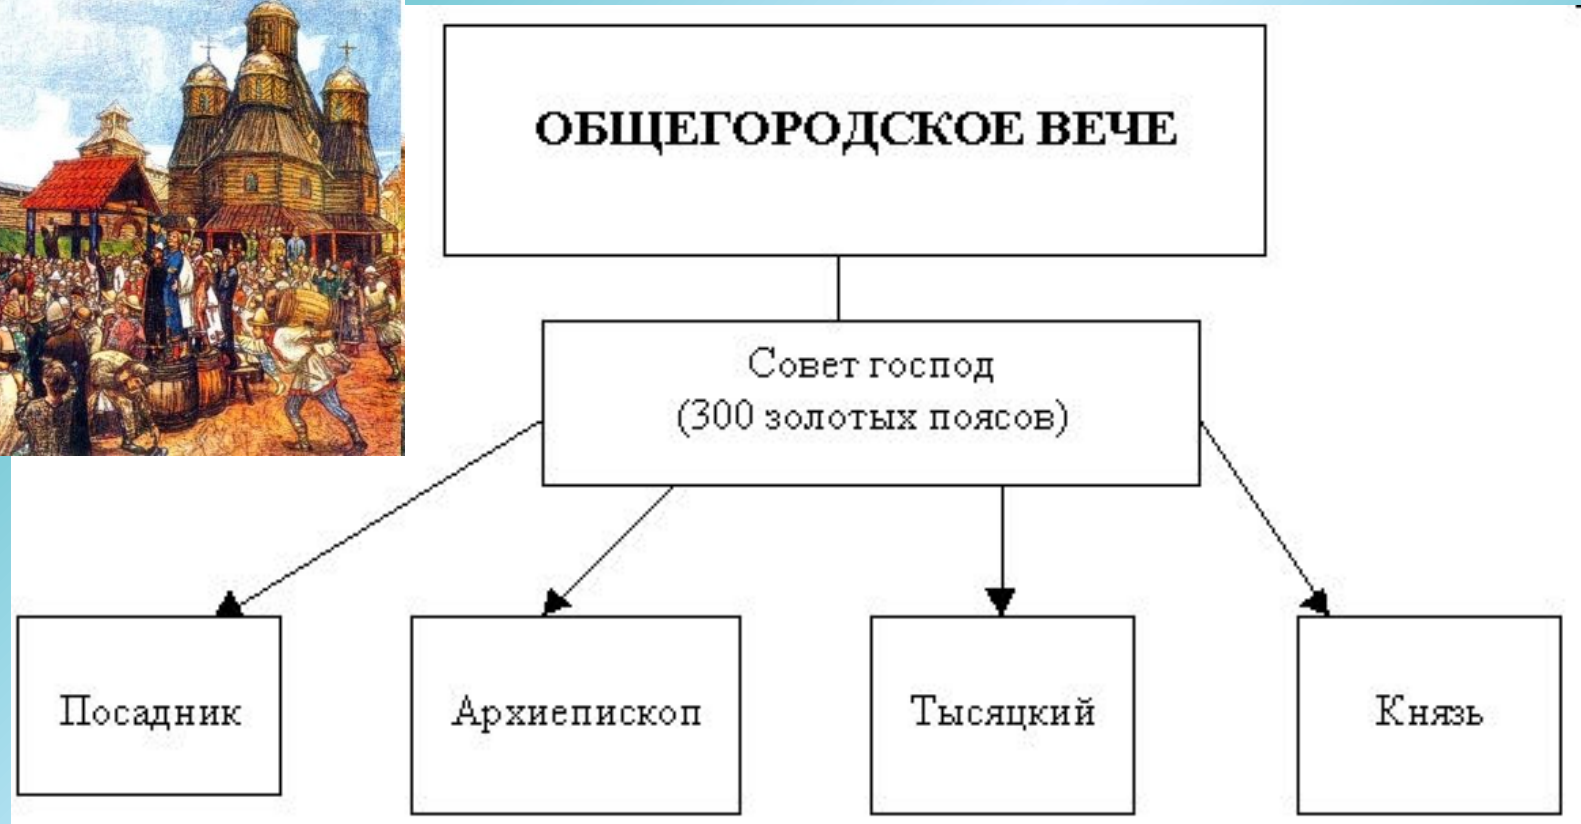 ОБЩЕГОРОДСКОЕ ВЕЧЕ
Совет господ
(300 золотых поясов)
Посадник
Архиепископ
Тысяцкий
Князь